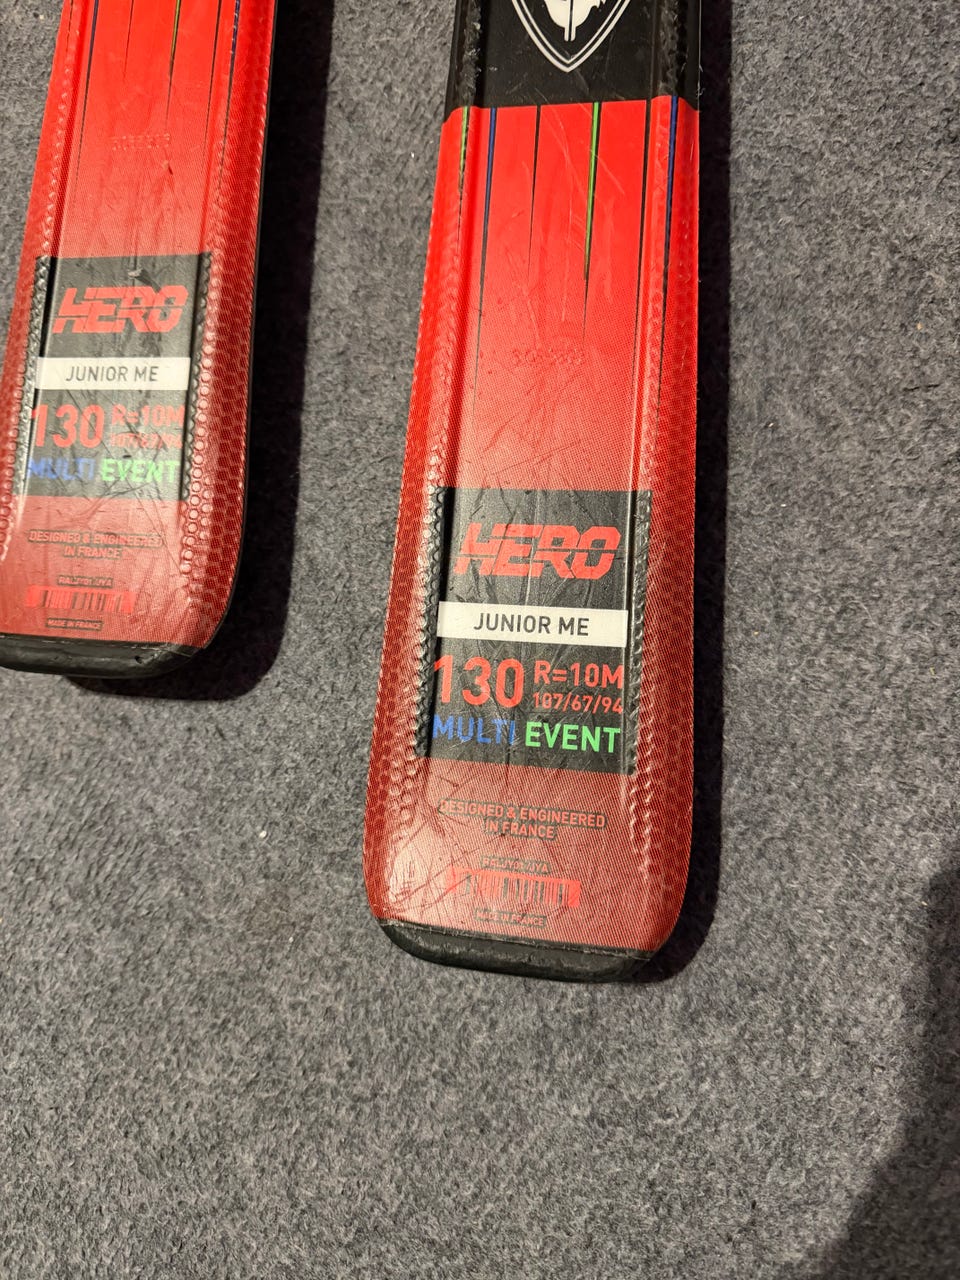 HERO
JUNIOR ME
130 R=10M
MULTI EVENT
DESIGNED & ENGINEERED
IN FRANCE
MADE IN FRANCE
HERO
JUNIOR ME
130 R=10M
107/67/94
MULTI EVENT
DESIGNED & ENGINEERED
IN FRANCE
MADE IN FRANCE